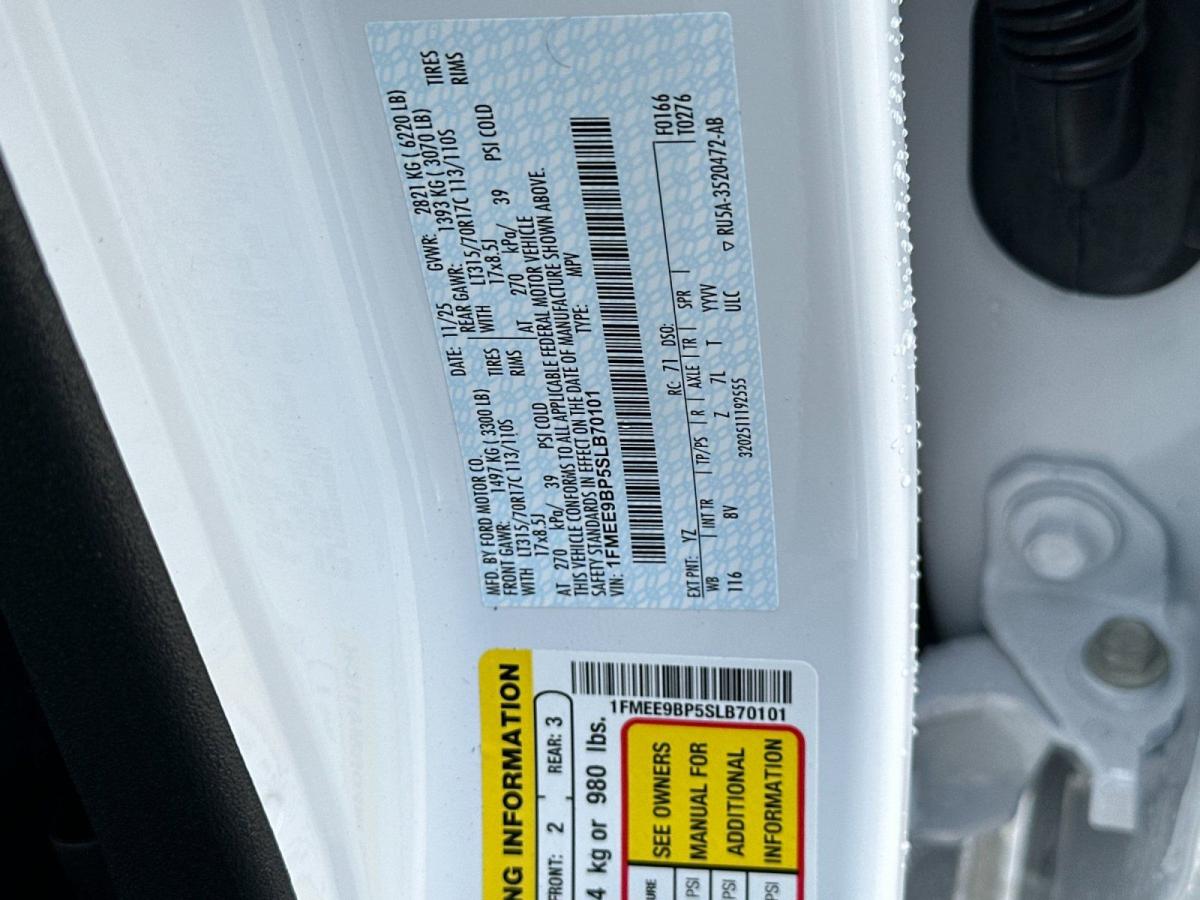 MFD. BY FORD MOTOR CO.
DATE: 11/25 GVWR: 2821 KG ( 6220 LB)
FRONT GAWR: 1497 KG ( 3300 LB) REAR GAWR: 1393 KG ( 3070 LB)
WITH LT315/70R17C 113/110S TIRES WITH LT315/70R17C 113/110S TIRES
17x8.5J RIMS 17x8.5J RIMS
AT 270 kPa/ 39 PSI COLD AT 270 kPa/ 39 PSI COLD
THIS VEHICLE CONFORMS TO ALL APPLICABLE FEDERAL MOTOR VEHICLE
SAFETY STANDARDS IN EFFECT ON THE DATE OF MANUFACTURE SHOWN ABOVE.
VIN: 1FMEE9BP5SLB70101 TYPE: MPV
EXT PNT: YZ RC: 71 DSO: F0166
WB INT TR TP/PS R AXLE TR SPR T0276
116 8V Z 7L T YYV
ULC ▽ RU5A-3520472-AB
3202511192555
NG INFORMATION
FRONT: 2 REAR: 3
4 kg or 980 lbs.
1FMEE9BP5SLB70101
SEE OWNERS
MANUAL FOR
ADDITIONAL
INFORMATION
URE
PSI
PSI
PSI